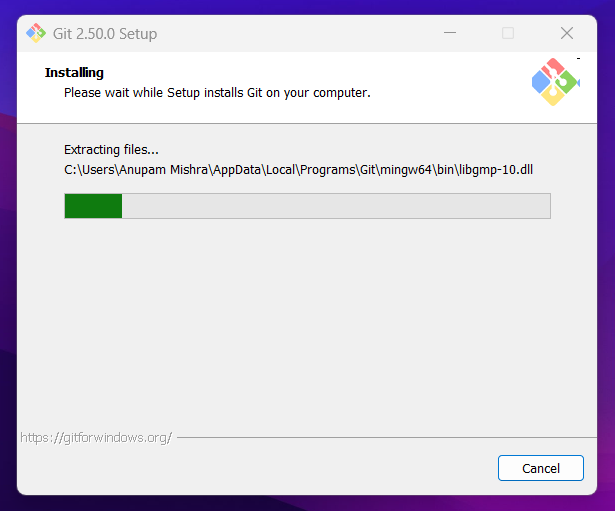 Git 2.50.0 Setup
Installing
Please wait while Setup installs Git on your computer.
Extracting files...
C:\Users\Anupam Mishra\AppData\Local\Programs\Git\mingw64\bin\libgmp-10.dll
https://gitforwindows.org/
Cancel